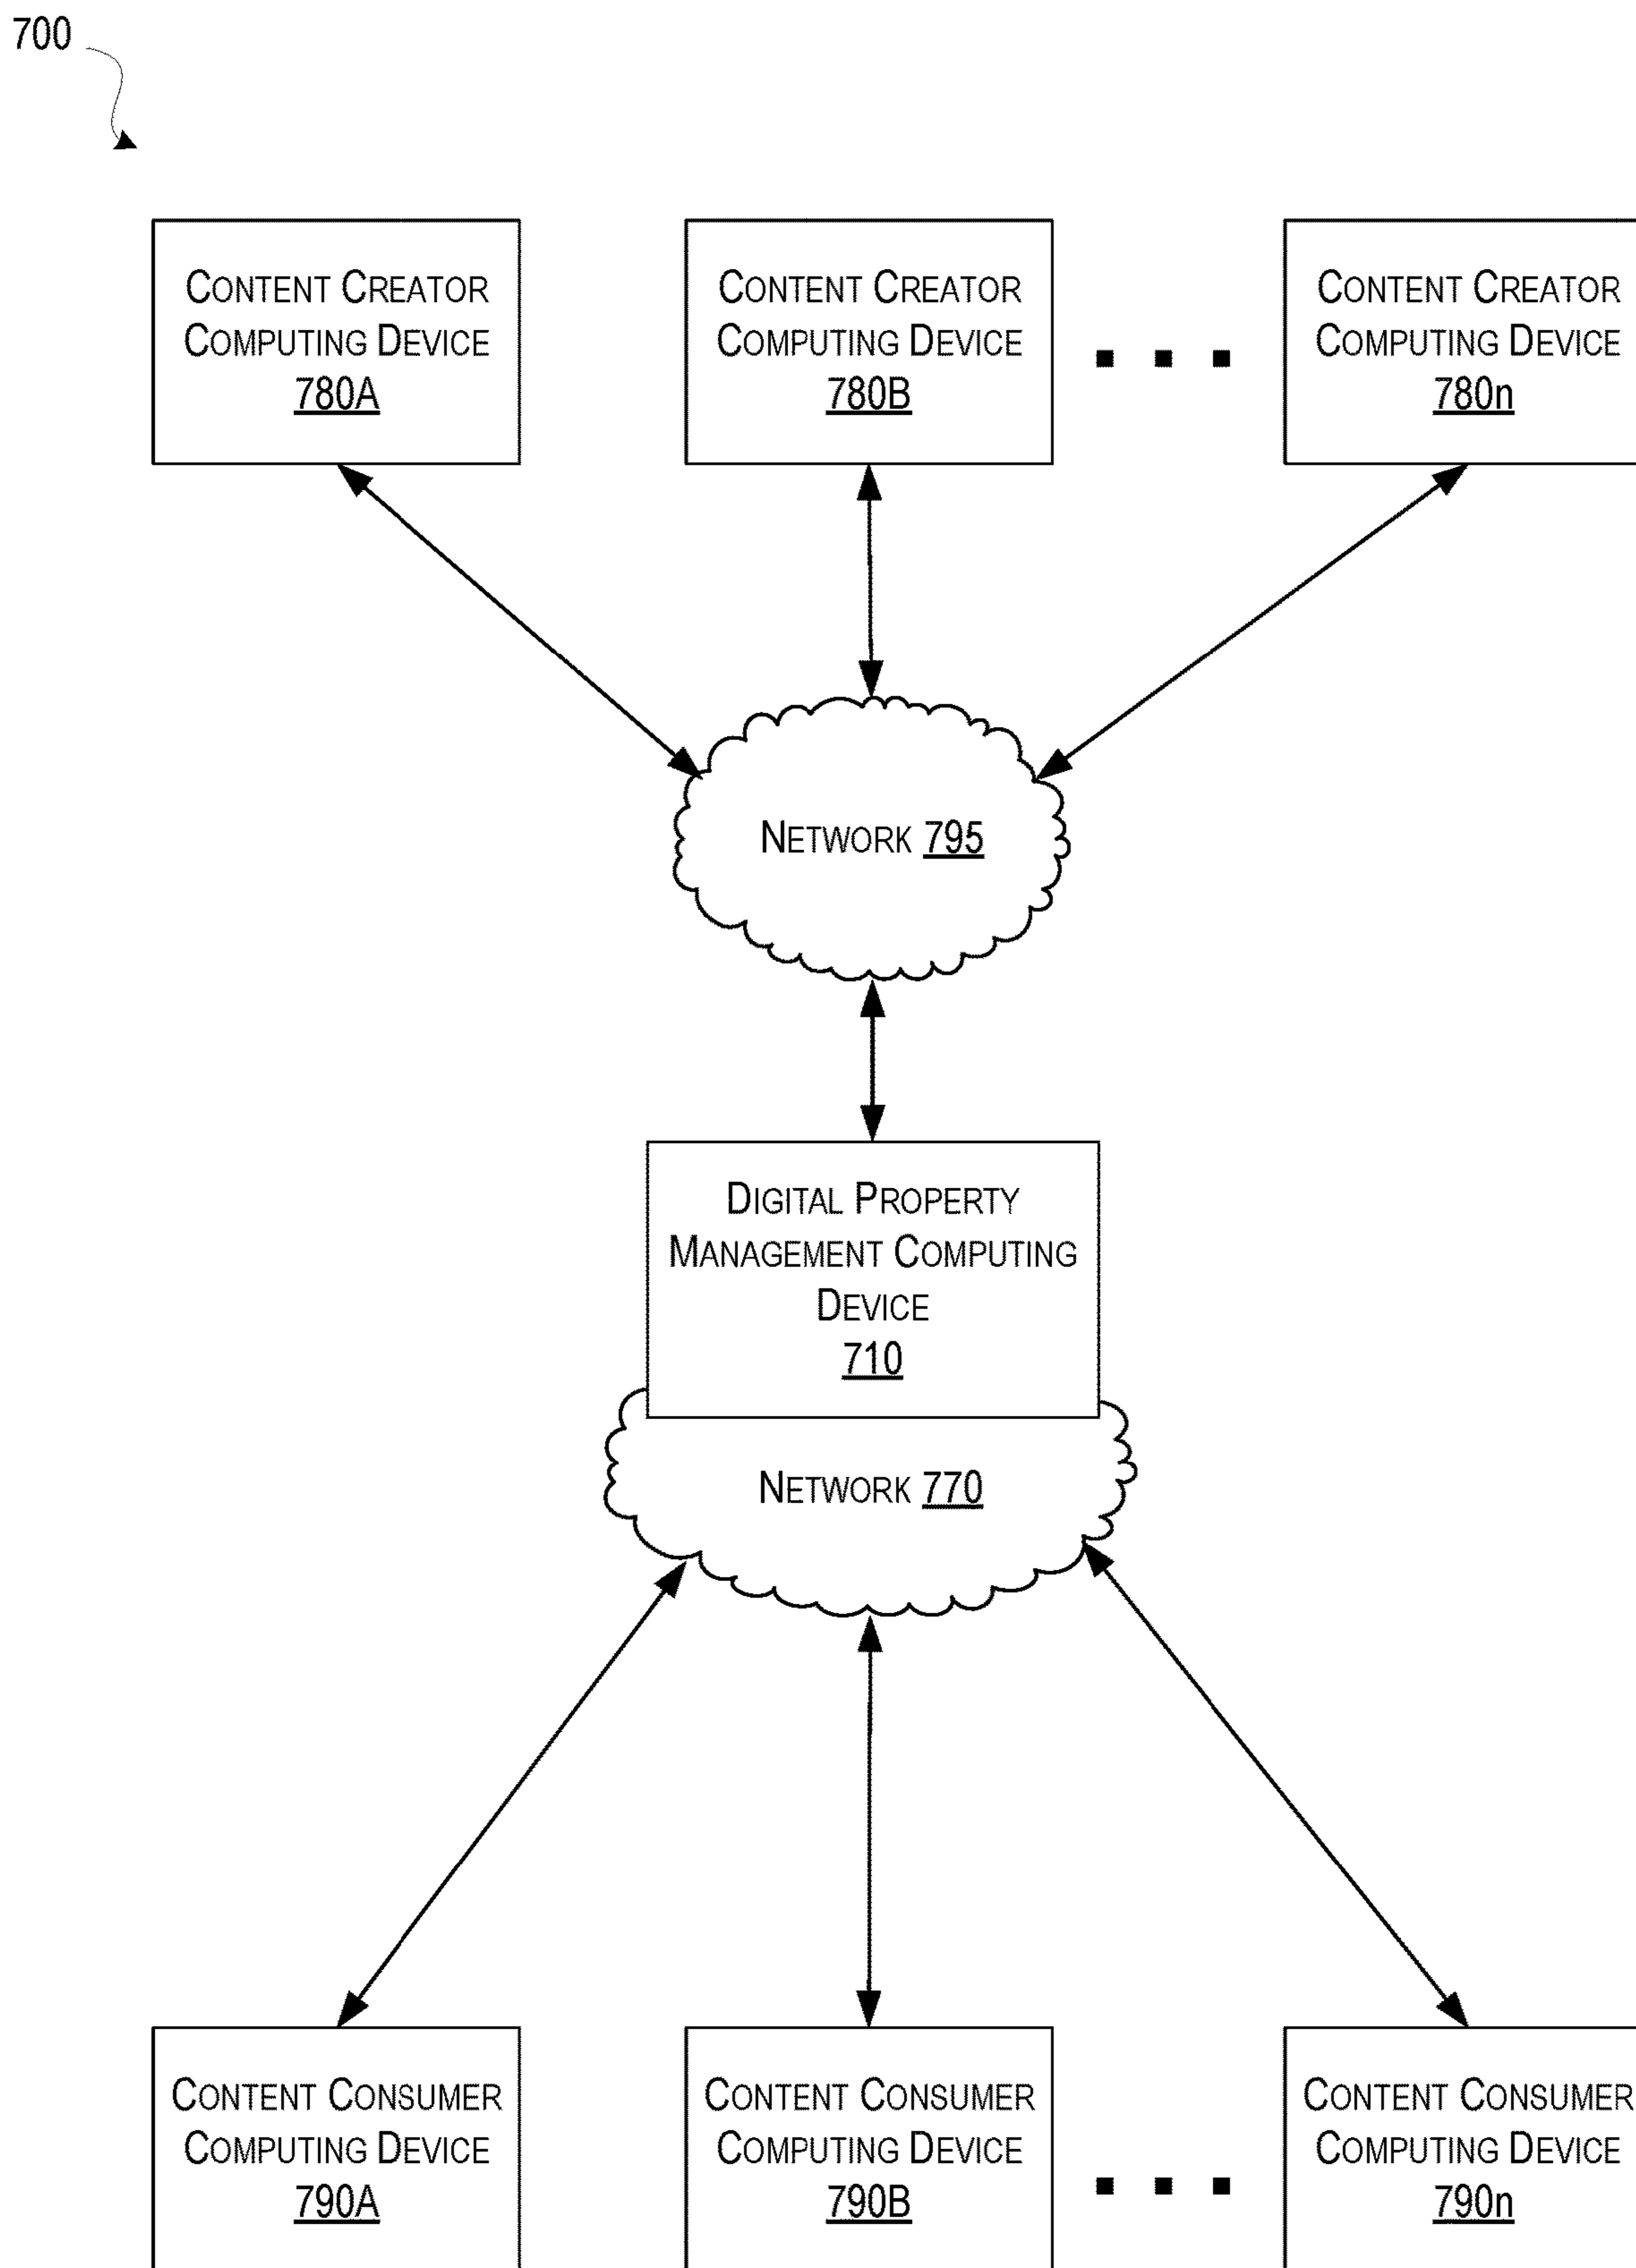 700
CONTENT CREATOR
COMPUTING DEVICE
780A
CONTENT CREATOR
COMPUTING DEVICE
780B
CONTENT CREATOR
COMPUTING DEVICE
780n
NETWORK 795
DIGITAL PROPERTY
MANAGEMENT COMPUTING
DEVICE
710
NETWORK 770
CONTENT CONSUMER
COMPUTING DEVICE
790A
CONTENT CONSUMER
COMPUTING DEVICE
790B
CONTENT CONSUMER
COMPUTING DEVICE
790n